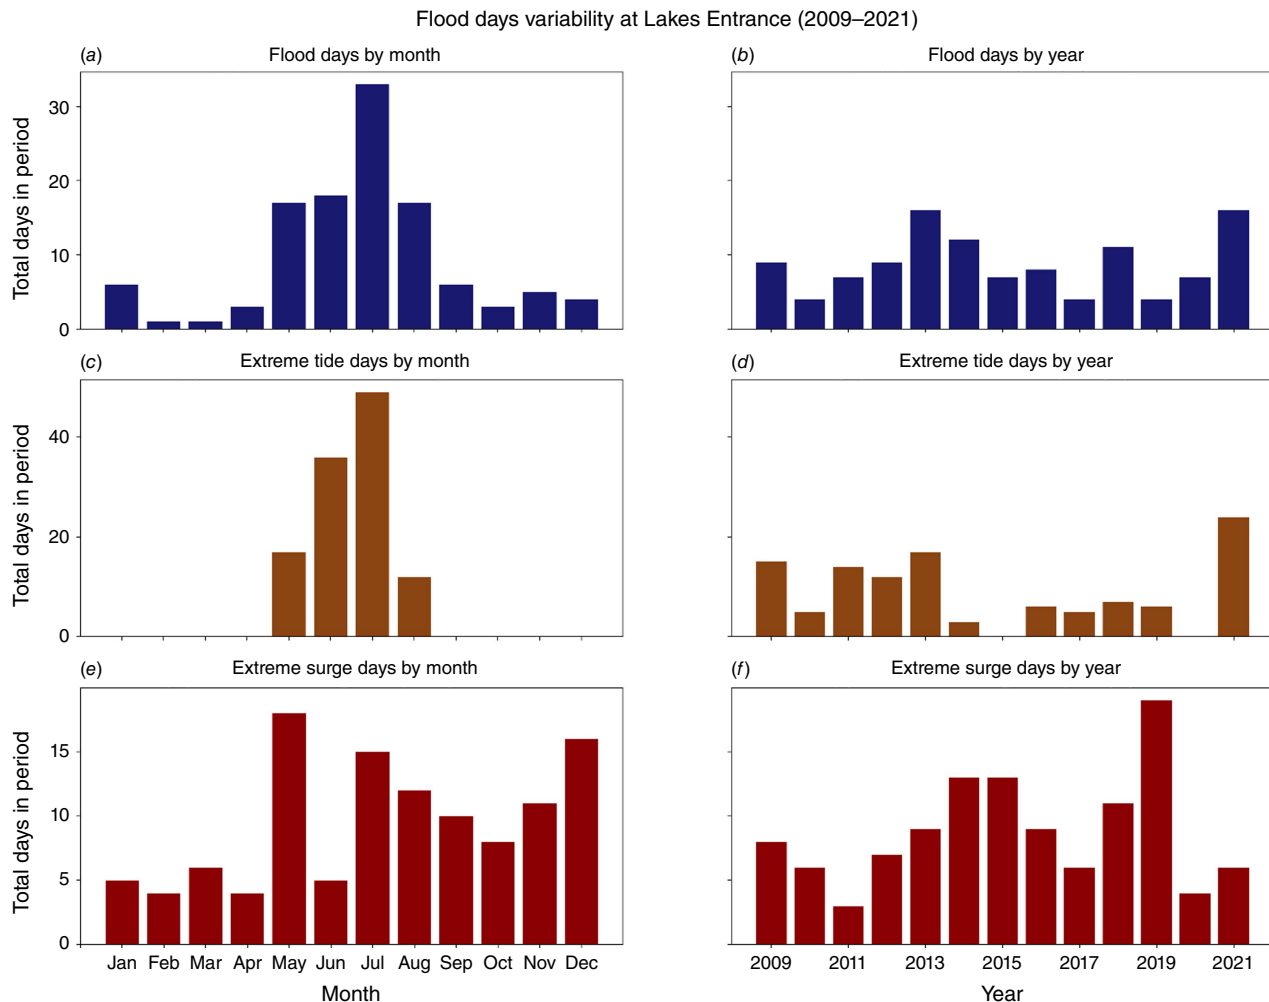 Flood days variability at Lakes Entrance (2009–2021)
(a) Flood days by month
(b) Flood days by year
Total days in period
30
20
10
0
(c) Extreme tide days by month
(d) Extreme tide days by year
Total days in period
40
20
0
(e) Extreme surge days by month
(f) Extreme surge days by year
Total days in period
15
10
5
0
Jan Feb Mar Apr May Jun Jul Aug Sep Oct Nov Dec
2009 2011 2013 2015 2017 2019 2021
Month
Year